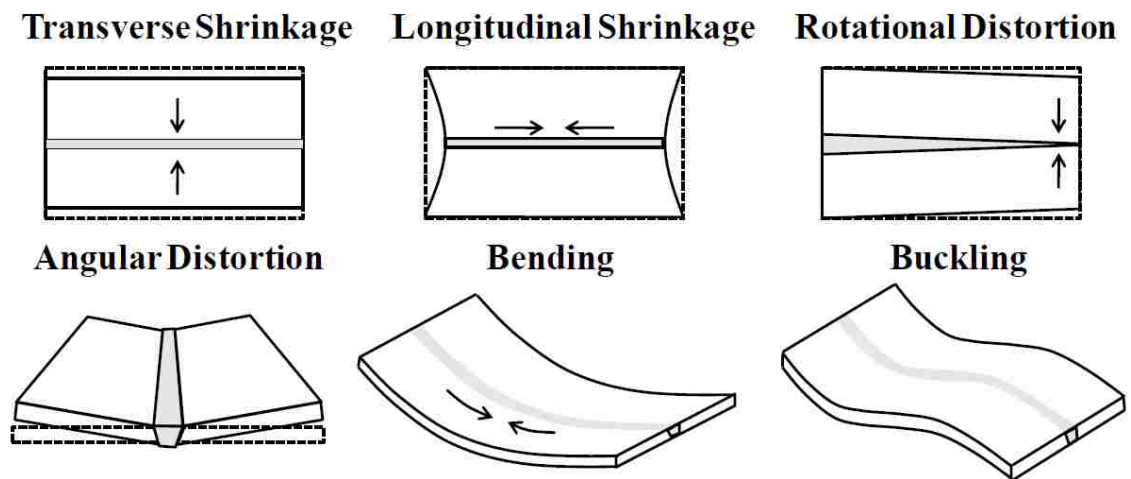 Transverse Shrinkage
Longitudinal Shrinkage
Rotational Distortion
Angular Distortion
Bending
Buckling